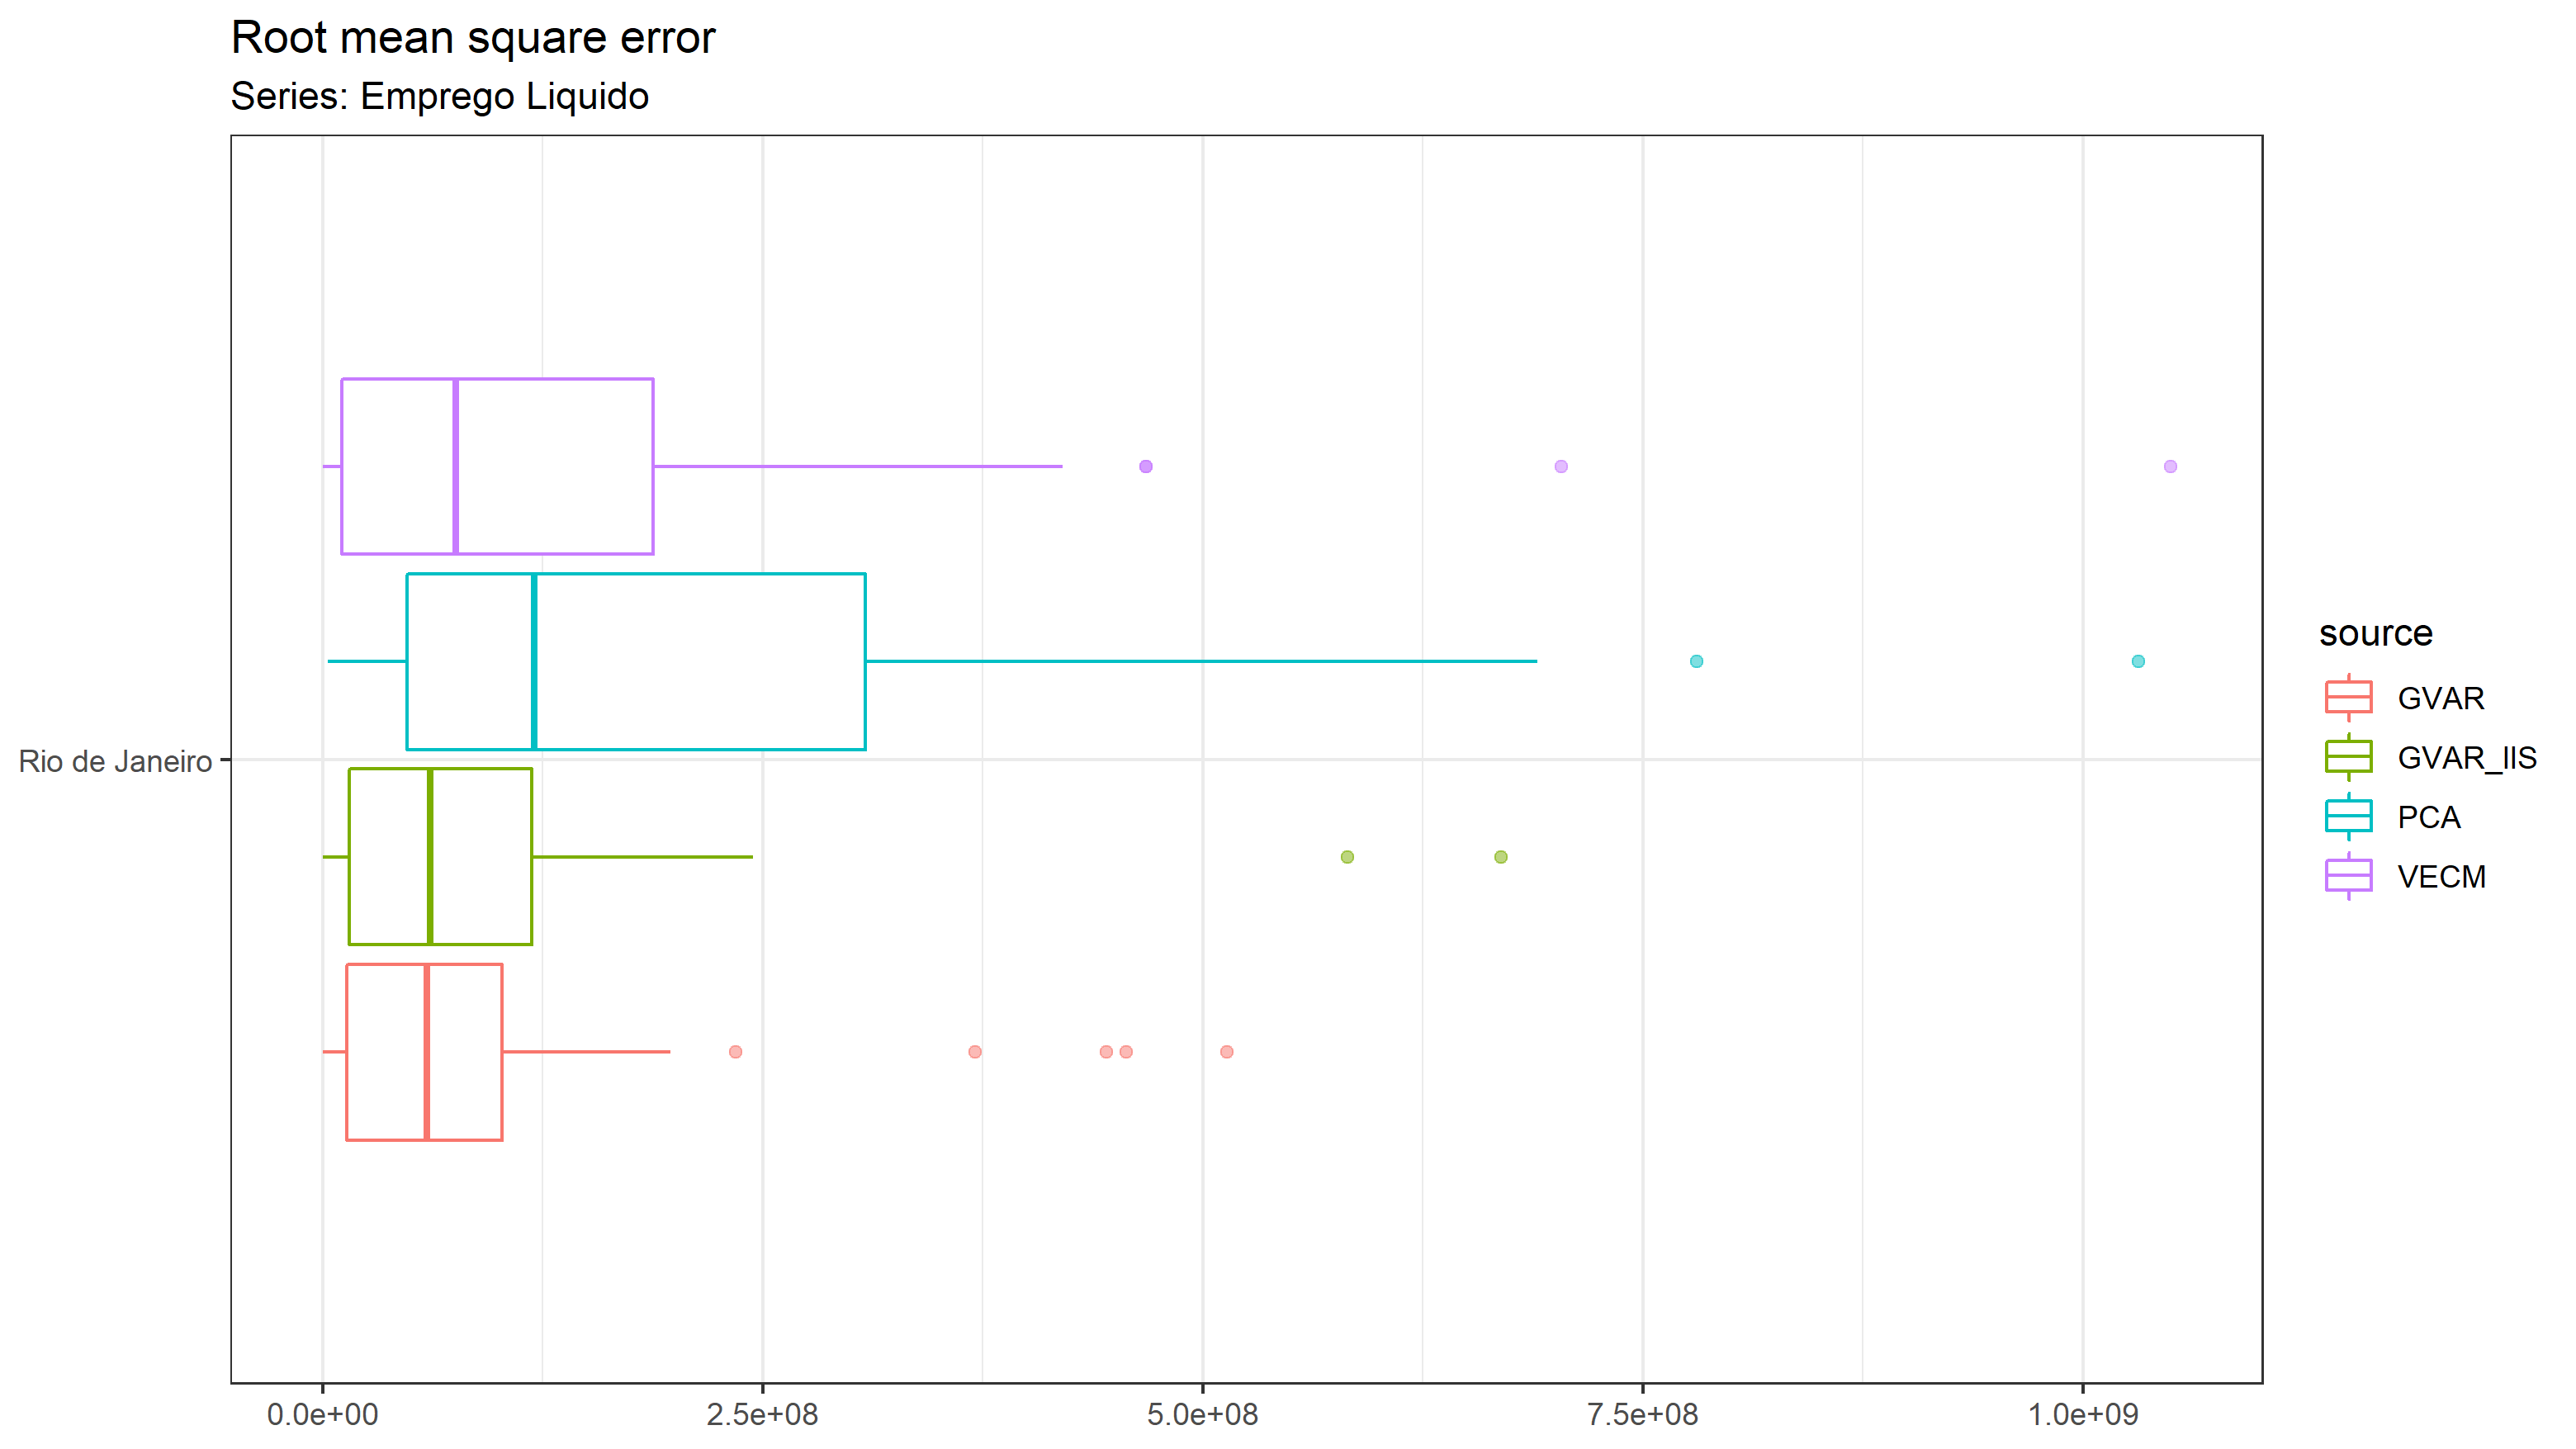 Root mean square error
Series: Emprego Liquido
Rio de Janeiro
0.0e+00
2.5e+08
5.0e+08
7.5e+08
1.0e+09
source
GVAR
GVAR_IIS
PCA
VECM